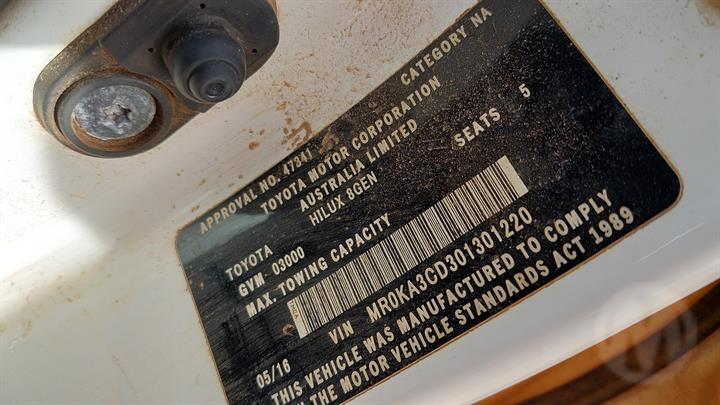 APPROVAL NO. 47341 CATEGORY NA
TOYOTA MOTOR CORPORATION
AUSTRALIA LIMITED
TOYOTA HILUX 8GEN SEATS 5
GVM 03000
MAX. TOWING CAPACITY
VIN MR0KA3CD301301220
05/16
THIS VEHICLE WAS MANUFACTURED TO COMPLY
THE MOTOR VEHICLE STANDARDS ACT 1989
M